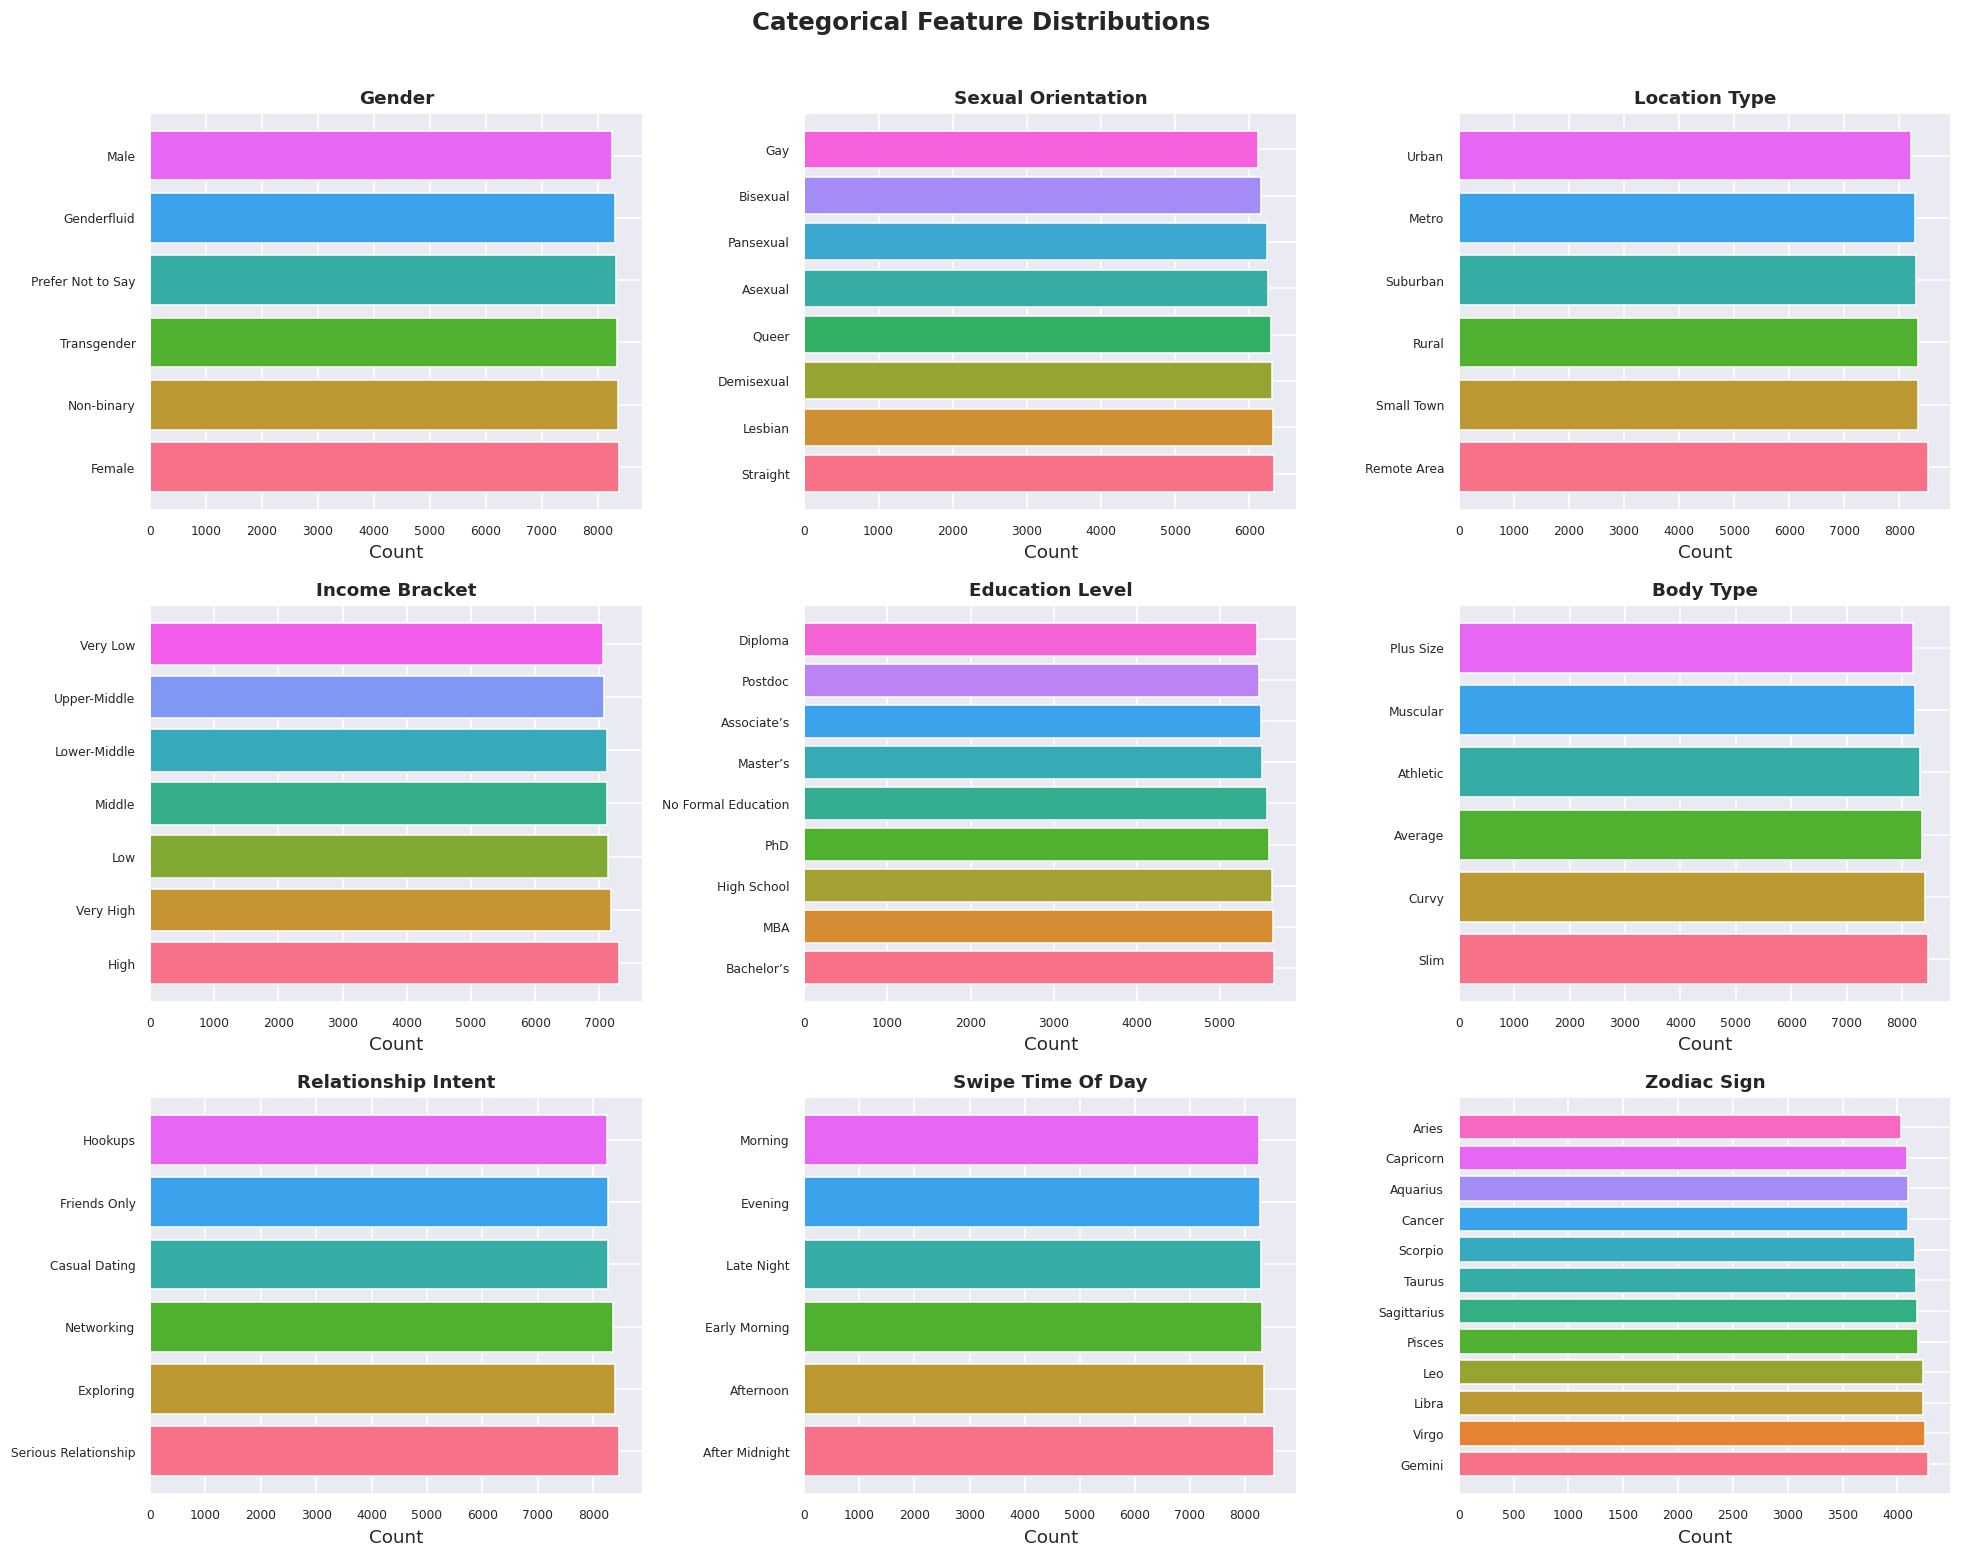 Categorical Feature Distributions
Gender
Male
Genderfluid
Prefer Not to Say
Transgender
Non-binary
Female
0 1000 2000 3000 4000 5000 6000 7000 8000
Count
Sexual Orientation
Gay
Bisexual
Pansexual
Asexual
Queer
Demisexual
Lesbian
Straight
0 1000 2000 3000 4000 5000 6000
Count
Location Type
Urban
Metro
Suburban
Rural
Small Town
Remote Area
0 1000 2000 3000 4000 5000 6000 7000 8000
Count
Income Bracket
Very Low
Upper-Middle
Lower-Middle
Middle
Low
Very High
High
0 1000 2000 3000 4000 5000 6000 7000
Count
Education Level
Diploma
Postdoc
Associate’s
Master’s
No Formal Education
PhD
High School
MBA
Bachelor’s
0 1000 2000 3000 4000 5000
Count
Body Type
Plus Size
Muscular
Athletic
Average
Curvy
Slim
0 1000 2000 3000 4000 5000 6000 7000 8000
Count
Relationship Intent
Hookups
Friends Only
Casual Dating
Networking
Exploring
Serious Relationship
0 1000 2000 3000 4000 5000 6000 7000 8000
Count
Swipe Time Of Day
Morning
Evening
Late Night
Early Morning
Afternoon
After Midnight
0 1000 2000 3000 4000 5000 6000 7000 8000
Count
Zodiac Sign
Aries
Capricorn
Aquarius
Cancer
Scorpio
Taurus
Sagittarius
Pisces
Leo
Libra
Virgo
Gemini
0 500 1000 1500 2000 2500 3000 3500 4000
Count